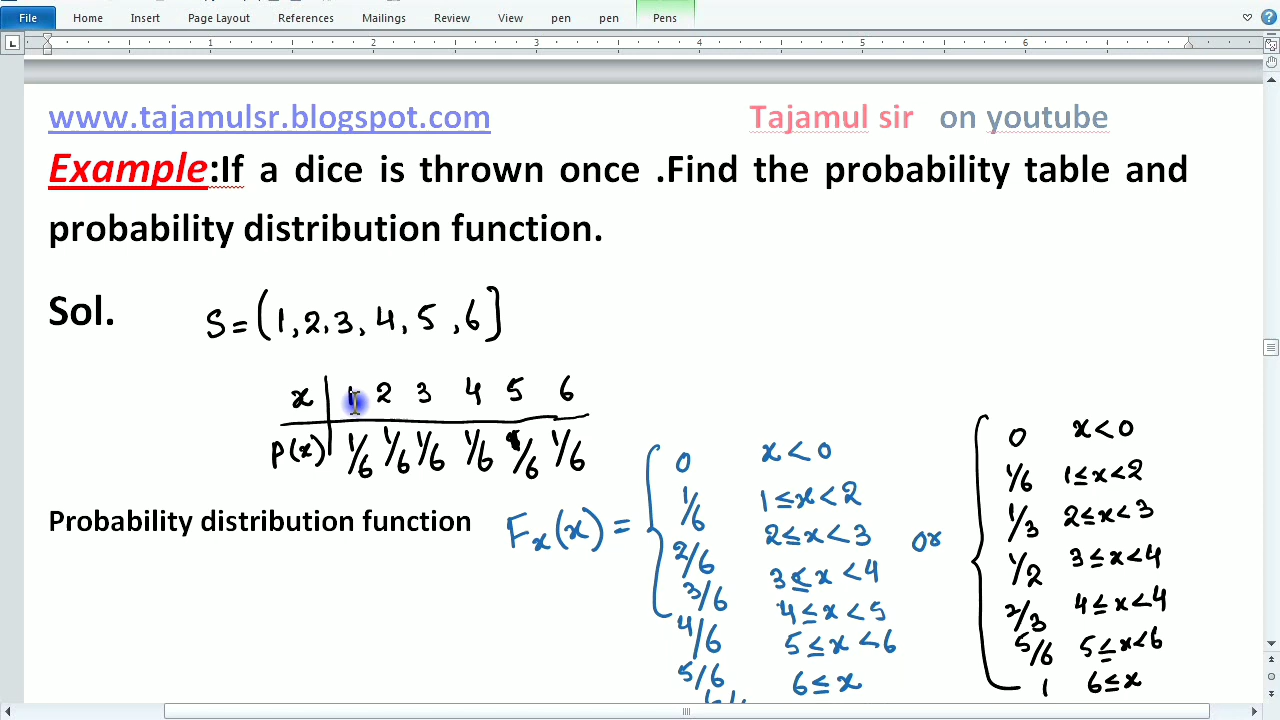 File Home Insert Page Layout References Mailings Review View pen pen Pens
1 2 3 5 6
www.tajamulsr.blogspot.com Tajamul sir on youtube
Example:If a dice is thrown once .Find the probability table and
probability distribution function.
Sol. S = (1, 2, 3, 4, 5, 6]
x 1 2 3 4 5 6
P(x) 1/6 1/6 1/6 1/6 1/6 1/6
Probability distribution function Fx(x) =
0 x < 0
1/6 1 ≤ x < 2
2/6 2 ≤ x < 3
3/6 3 ≤ x < 4
4/6 4 ≤ x < 5
5/6 5 ≤ x < 6
6 ≤ x
or
0 x < 0
1/6 1 ≤ x < 2
1/3 2 ≤ x < 3
1/2 3 ≤ x < 4
2/3 4 ≤ x < 4
5/6 5 ≤ x < 6
1 6 ≤ x